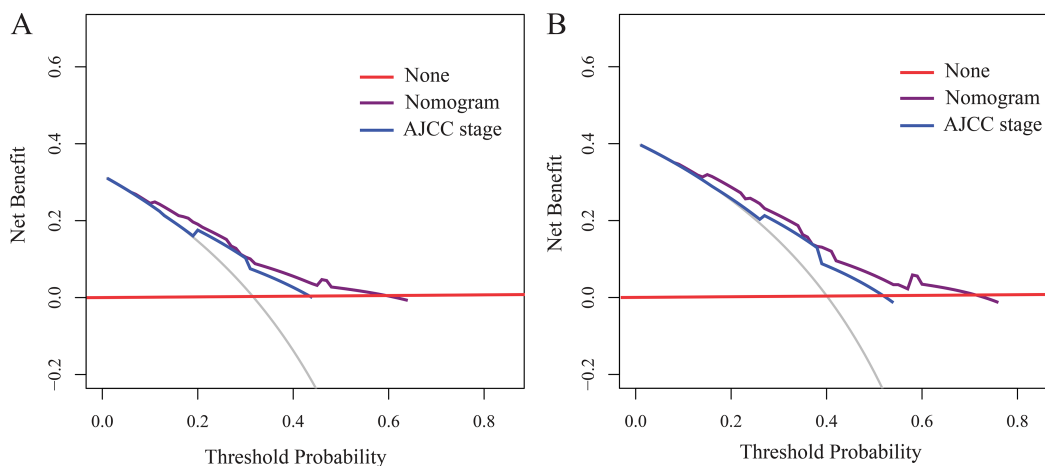 A
Net Benefit
0.6
0.4
0.2
0.0
−0.2
None
Nomogram
AJCC stage
0.0 0.2 0.4 0.6 0.8
Threshold Probability
B
Net Benefit
0.6
0.4
0.2
0.0
−0.2
None
Nomogram
AJCC stage
0.0 0.2 0.4 0.6 0.8
Threshold Probability